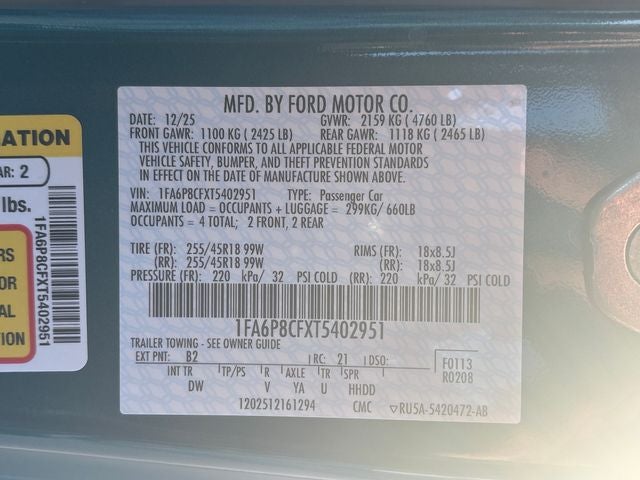 MFD. BY FORD MOTOR CO.
DATE: 12/25 GVWR: 2159 KG ( 4760 LB)
FRONT GAWR: 1100 KG ( 2425 LB) REAR GAWR: 1118 KG ( 2465 LB)
THIS VEHICLE CONFORMS TO ALL APPLICABLE FEDERAL MOTOR
VEHICLE SAFETY, BUMPER, AND THEFT PREVENTION STANDARDS
IN EFFECT ON THE DATE OF MANUFACTURE SHOWN ABOVE.
VIN: 1FA6P8CFXT5402951 TYPE: Passenger Car
MAXIMUM LOAD = OCCUPANTS + LUGGAGE = 299KG/ 660LB
OCCUPANTS = 4 TOTAL; 2 FRONT, 2 REAR
TIRE (FR): 255/45R18 99W RIMS (FR): 18x8.5J
(RR): 255/45R18 99W (RR): 18x8.5J
PRESSURE (FR): 220 kPa/ 32 PSI COLD (RR): 220 kPa/ 32 PSI COLD
1FA6P8CFXT5402951
TRAILER TOWING - SEE OWNER GUIDE
EXT PNT: B2 RC: 21 DSO: F0113
INT TR TP/PS R AXLE TR SPR R0208
DW V YA U HHDD
1202512161294 CMC RU5A-5420472-AB
ATION
AR: 2
lbs.
RS
R TO
OR
AL
ON
1FA6P8CFXT5402951